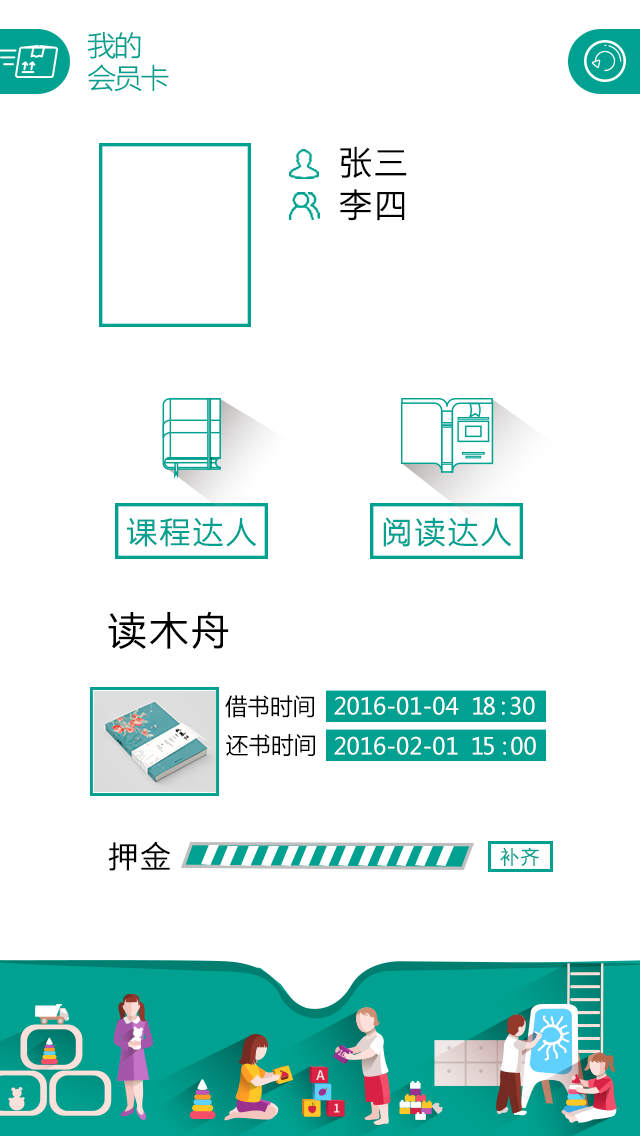 我的
会员卡
张三
李四
课程达人
阅读达人
读木舟
借书时间 2016-01-04 18:30
还书时间 2016-02-01 15:00
押金
补齐
A
1